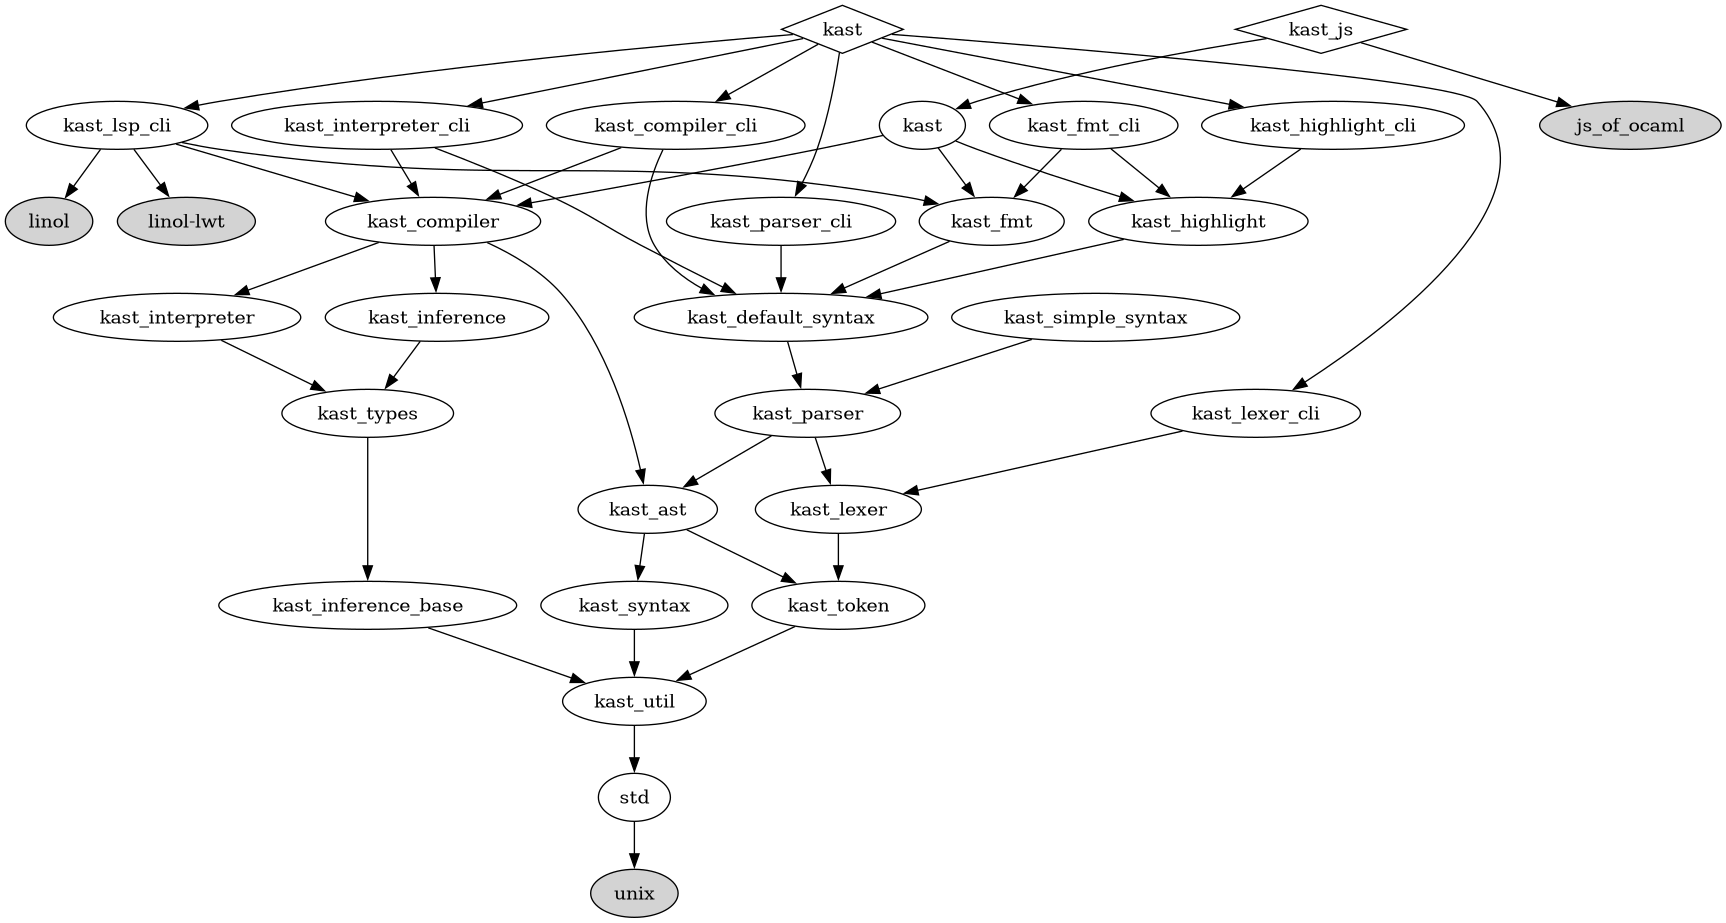 kast
kast_js
kast_lsp_cli
kast_interpreter_cli
kast_compiler_cli
kast
kast_fmt_cli
kast_highlight_cli
js_of_ocaml
linol
linol-lwt
kast_compiler
kast_parser_cli
kast_fmt
kast_highlight
kast_interpreter
kast_inference
kast_default_syntax
kast_simple_syntax
kast_types
kast_parser
kast_lexer_cli
kast_ast
kast_lexer
kast_inference_base
kast_syntax
kast_token
kast_util
std
unix